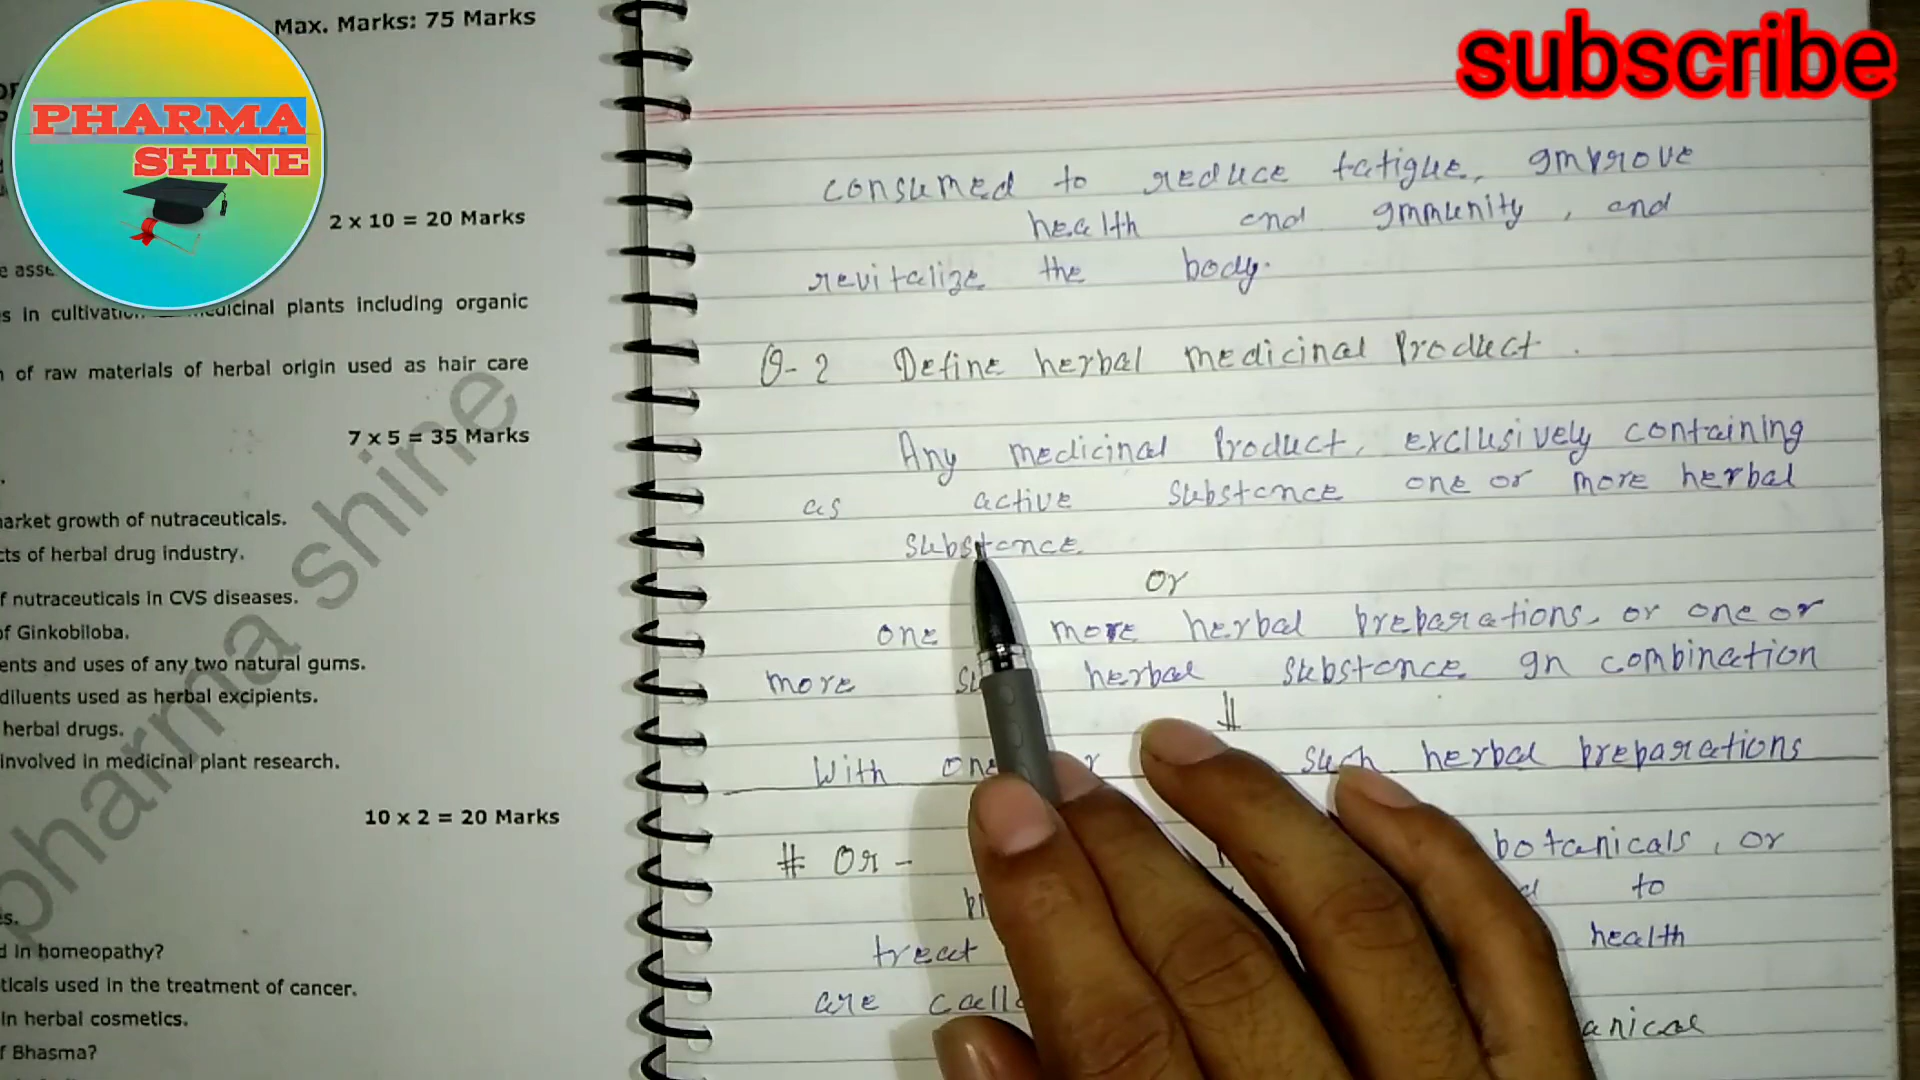 Max. Marks: 75 Marks
PHARMA
SHINE
2 x 10 = 20 Marks
s in cultivation medicinal plants including organic
of raw materials of herbal origin used as hair care
7 x 5 = 35 Marks
market growth of nutraceuticals.
cts of herbal drug industry.
f nutraceuticals in CVS diseases.
of Ginkobiloba.
ents and uses of any two natural gums.
diluents used as herbal excipients.
herbal drugs.
involved in medicinal plant research.
10 x 2 = 20 Marks
s.
d in homeopathy?
ticals used in the treatment of cancer.
in herbal cosmetics.
f Bhasma?
pharma shine
subscribe
consumed to reduce fatigue, improve
health and immunity, and
revitalize the body.
Q-2 Define herbal medicinal Product.
Any medicinal Product, exclusively containing
as active substance one or more herbal
substance
or
one more herbal preparations, or one or
more herbal substance In combination
With one such herbal preparations
# Or - botanicals, or
to
treat health
are